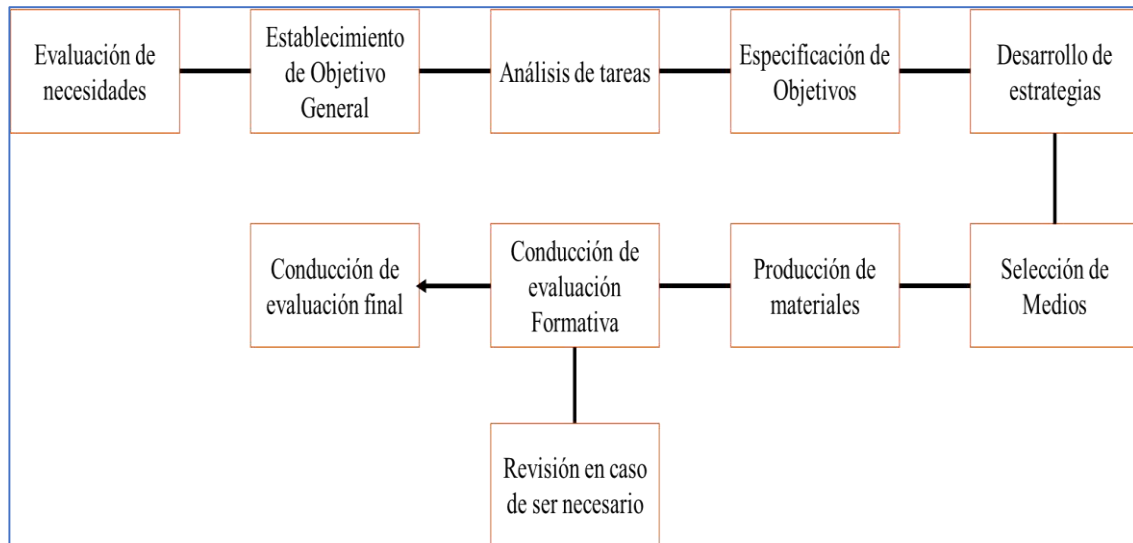 Evaluación de
necesidades
Establecimiento
de Objetivo
General
Análisis de tareas
Especificación de
Objetivos
Desarrollo de
estrategias
Conducción de
evaluación final
Conducción de
evaluación
Formativa
Producción de
materiales
Selección de
Medios
Revisión en caso
de ser necesario